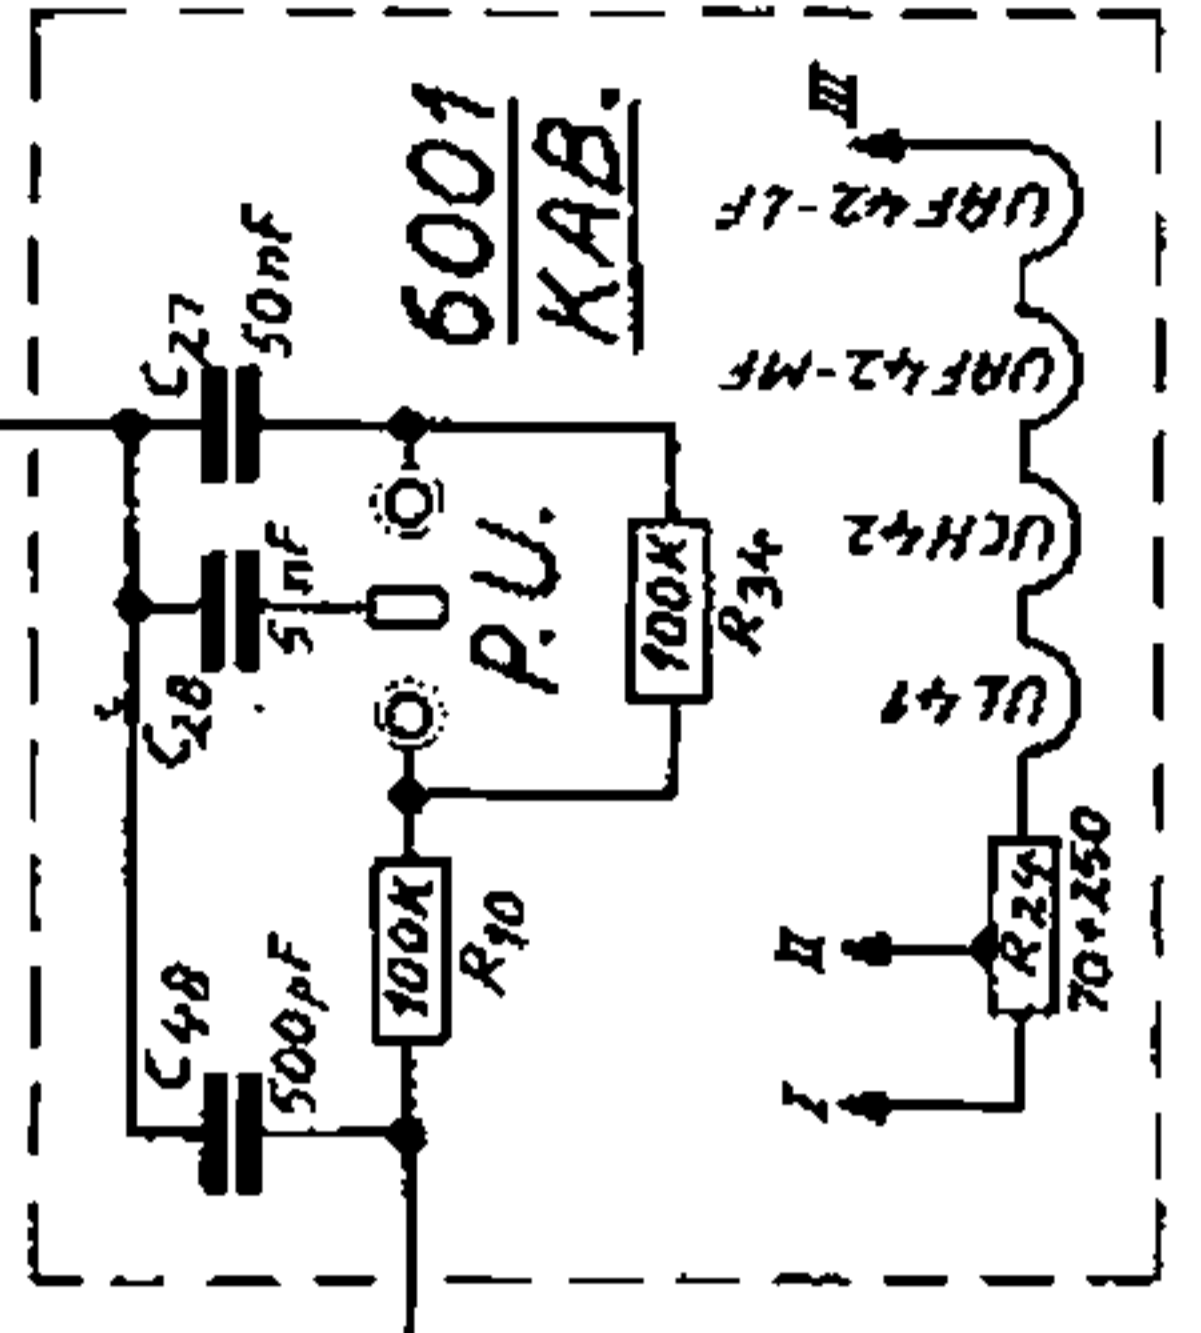 6001
KAB.
C27
50nF
C28
5nF
P.U.
100K
R34
100K
R10
C48
500pF
III
UAF42-LF
UAF42-MF
UCH42
UL41
R24
70+250
II
I